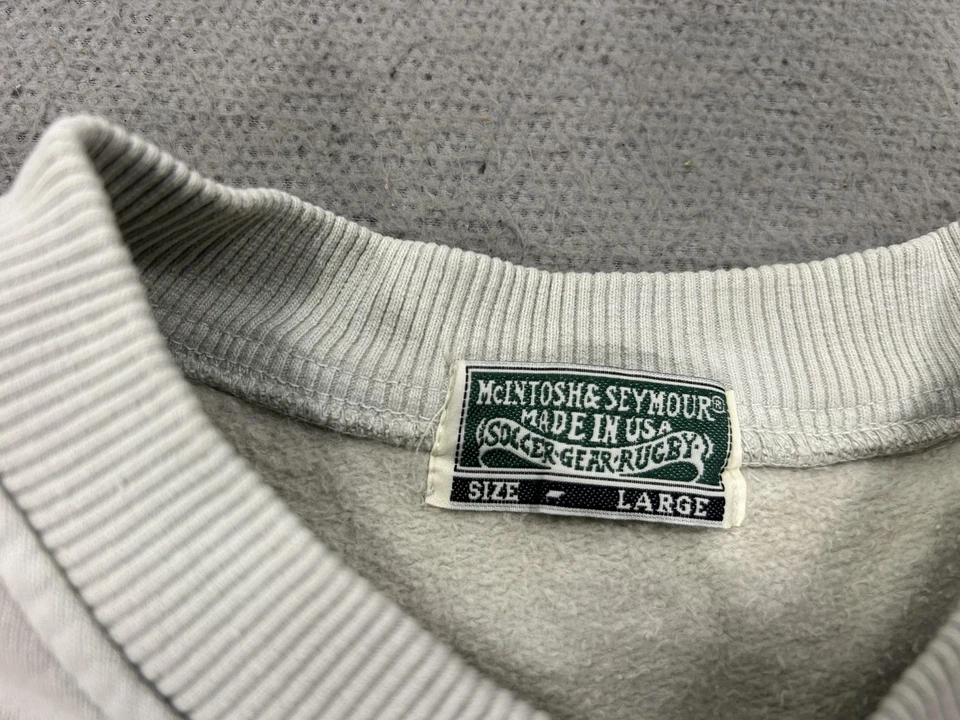 McINTOSH & SEYMOUR®
MADE IN USA
SOCCER·GEAR·RUGBY
SIZE - LARGE